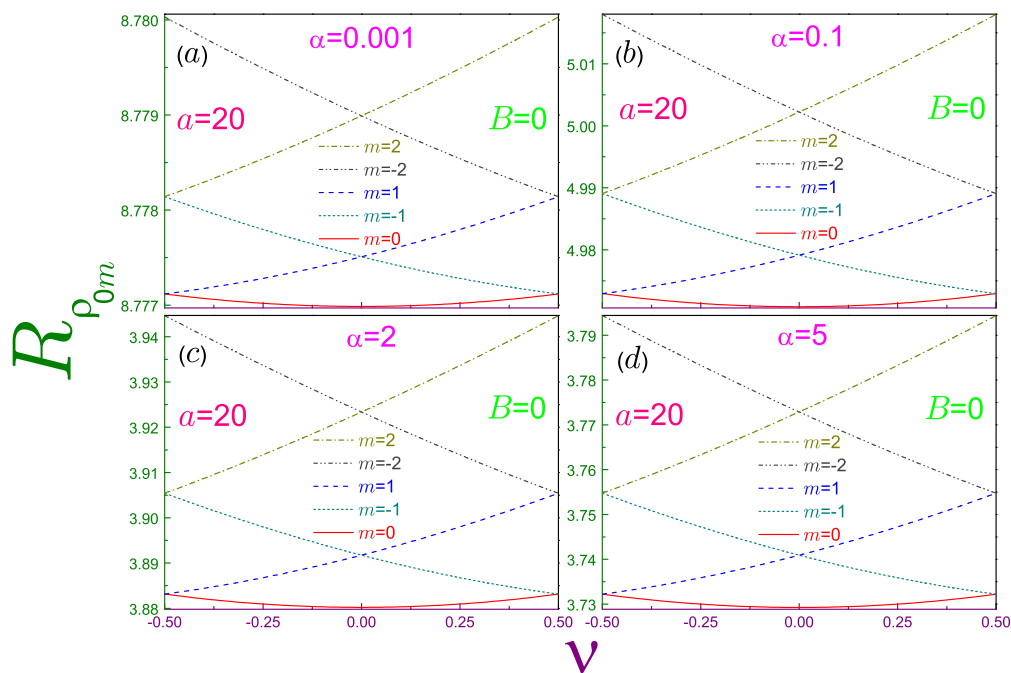 (a) α=0.001
a=20 B=0
m=2
m=-2
m=1
m=-1
m=0
8.780
8.779
8.778
8.777
(b) α=0.1
a=20 B=0
m=2
m=-2
m=1
m=-1
m=0
5.01
5.00
4.99
4.98
R ρ 0m
(c) α=2
a=20 B=0
m=2
m=-2
m=1
m=-1
m=0
3.94
3.93
3.92
3.91
3.90
3.89
3.88
-0.50 -0.25 0.00 0.25 0.50
(d) α=5
a=20 B=0
m=2
m=-2
m=1
m=-1
m=0
3.79
3.78
3.77
3.76
3.75
3.74
3.73
-0.50 -0.25 0.00 0.25 0.50
ν